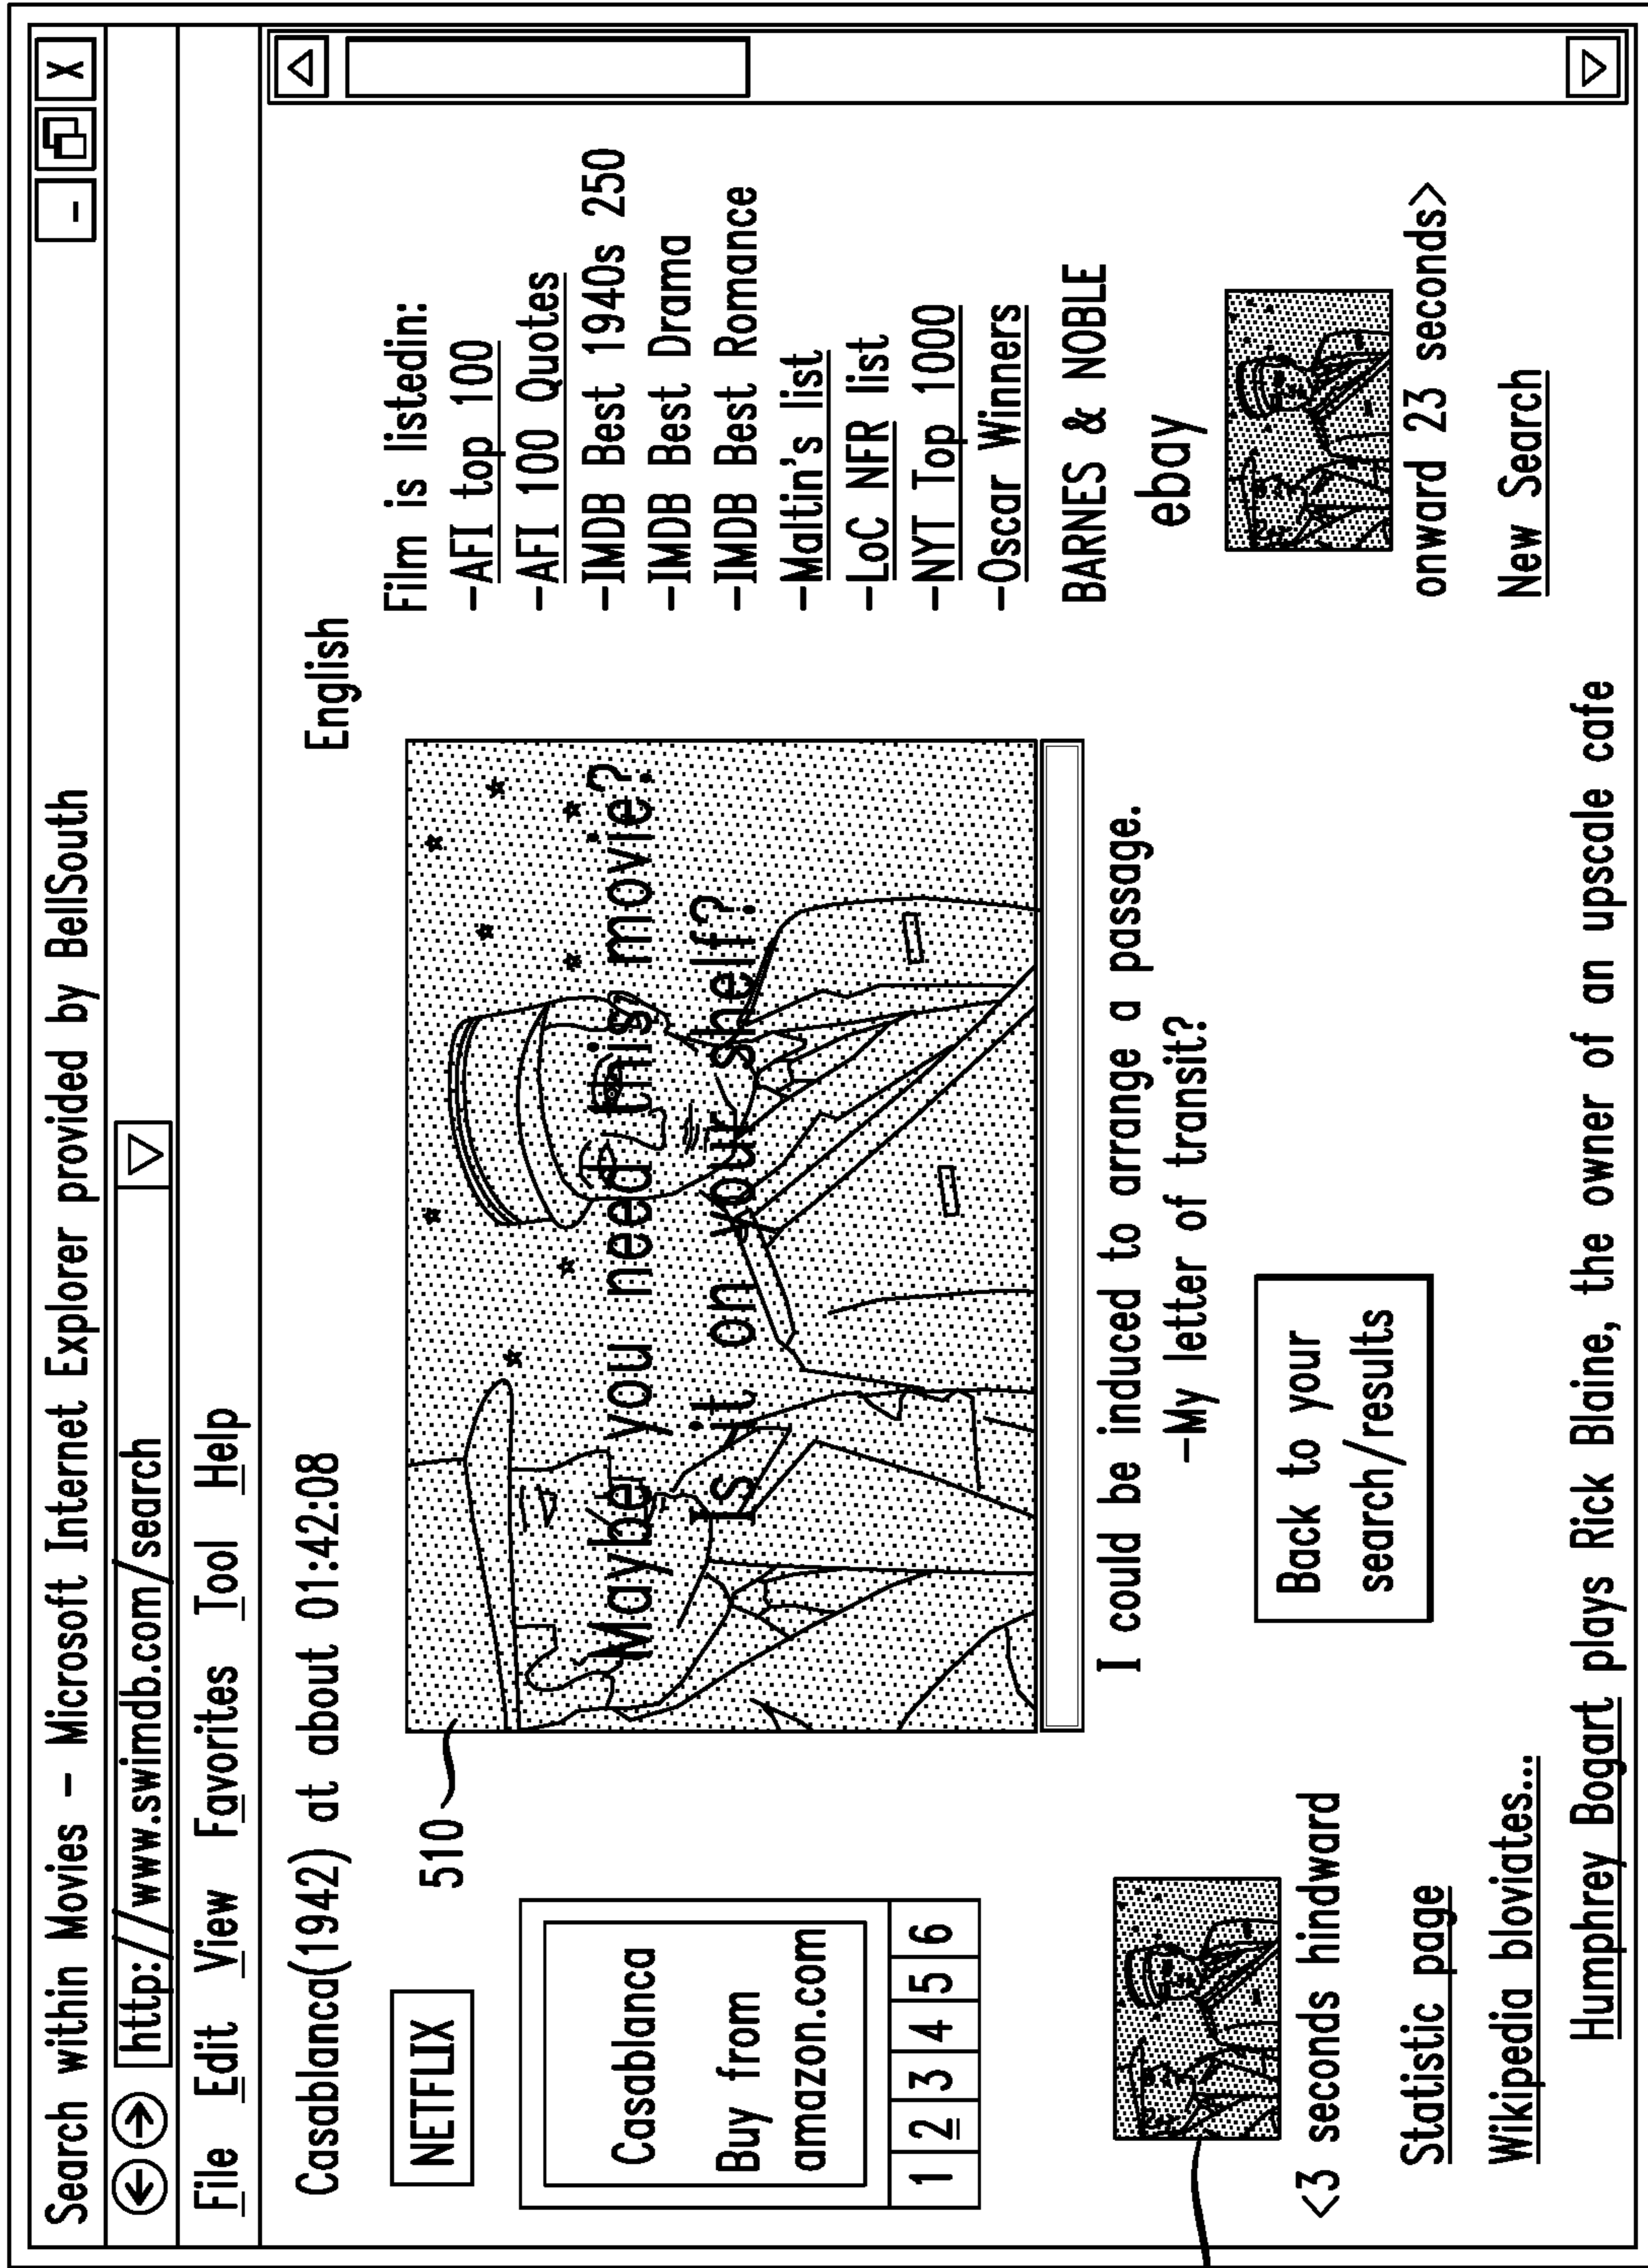 Search within Movies - Microsoft Internet Explorer provided by BellSouth
- X
http://www.swimdb.com/search
File Edit View Favorites Tool Help
Casablanca(1942) at about 01:42:08
English
NETFLIX
510
Casablanca
Buy from
amazon.com
1 2 3 4 5 6
Maybe you need this movie?
Is it on your shelf?
Film is listedin:
-AFI top 100
-AFI 100 Quotes
-IMDB Best 1940s 250
-IMDB Best Drama
-IMDB Best Romance
-Maltin's list
-LoC NFR list
-NYT Top 1000
-Oscar Winners
BARNES & NOBLE
ebay
I could be induced to arrange a passage.
-My letter of transit?
<3 seconds hindward
Back to your
search/results
onward 23 seconds>
Statistic page
New Search
Wikipedia bloviates...
Humphrey Bogart plays Rick Blaine, the owner of an upscale cafe